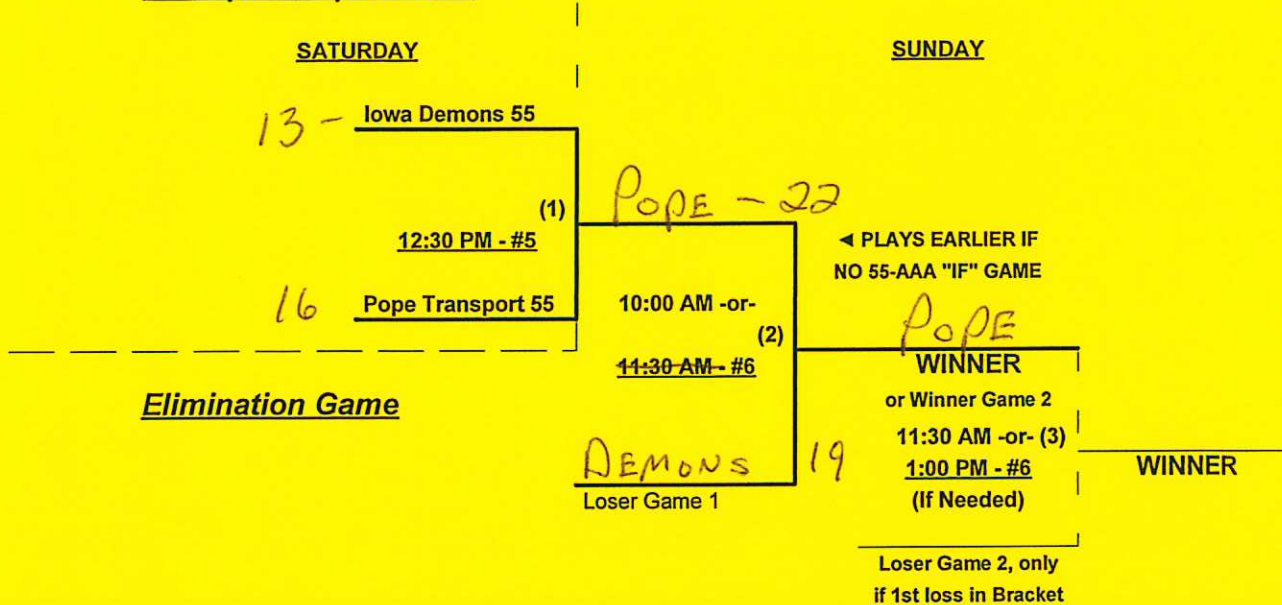 SATURDAY
SUNDAY
13 - Iowa Demons 55
(1)
POPE - 22
12:30 PM - #5
◄ PLAYS EARLIER IF
NO 55-AAA "IF" GAME
16 Pope Transport 55
10:00 AM -or-
(2)
11:30 AM - #6
POPE
WINNER
Elimination Game
or Winner Game 2
11:30 AM -or- (3)
1:00 PM - #6
(If Needed)
WINNER
DEMONS 19
Loser Game 1
Loser Game 2, only
if 1st loss in Bracket